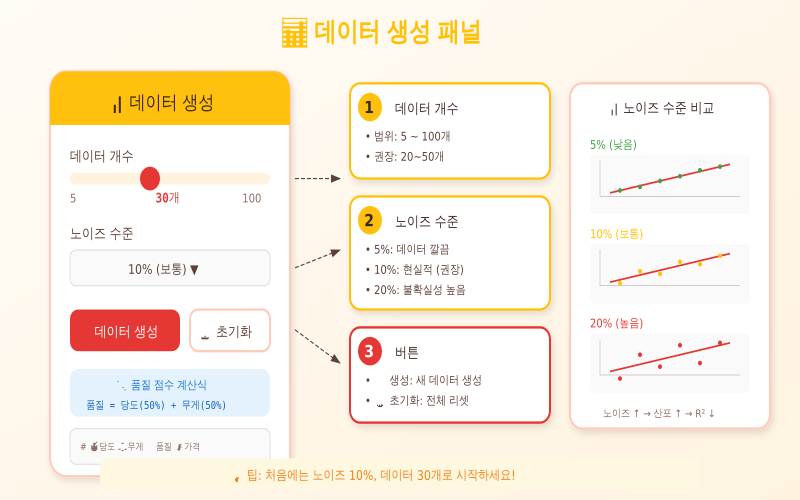 데이터 생성 패널
데이터 생성
데이터 개수
5 30개 100
노이즈 수준
10% (보통) ▼
데이터 생성
초기화
품질 점수 계산식
품질 = 당도(50%) + 무게(50%)
# 당도 무게 품질 가격
1 데이터 개수
• 범위: 5 ~ 100개
• 권장: 20~50개
2 노이즈 수준
• 5%: 데이터 깔끔
• 10%: 현실적 (권장)
• 20%: 불확실성 높음
3 버튼
• 생성: 새 데이터 생성
• 초기화: 전체 리셋
노이즈 수준 비교
5% (낮음)
10% (보통)
20% (높음)
노이즈 ↑ → 산포 ↑ → R² ↓
팁: 처음에는 노이즈 10%, 데이터 30개로 시작하세요!